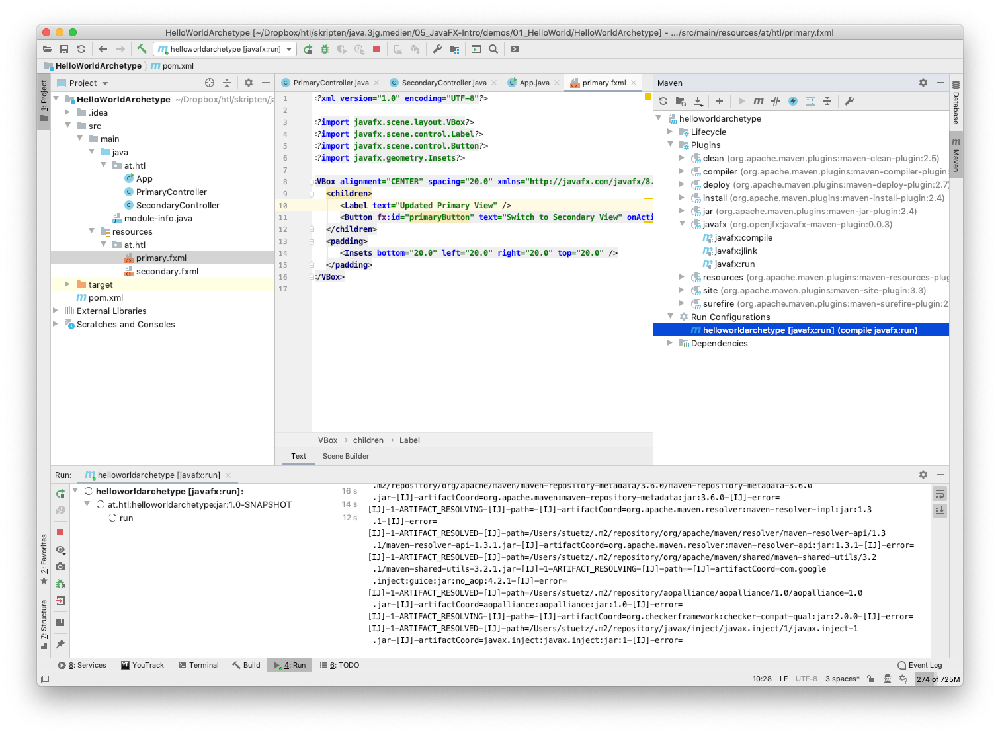 HelloWorldArchetype [~/Dropbox/htl/skripten/java.3jg.medien/05_JavaFX-Intro/demos/01_HelloWorld/HelloWorldArchetype] - .../src/main/resources/at/htl/primary.fxml
helloworldarchetype [javafx:run]
HelloWorldArchetype
pom.xml
1: Project
Project
HelloWorldArchetype ~/Dropbox/htl/skripten/ja
.idea
src
main
java
at.htl
App
PrimaryController
SecondaryController
module-info.java
resources
at.htl
primary.fxml
secondary.fxml
target
pom.xml
External Libraries
Scratches and Consoles
PrimaryController.java
SecondaryController.java
App.java
primary.fxml
1 <?xml version="1.0" encoding="UTF-8"?>
2
3 <?import javafx.scene.layout.VBox?>
4 <?import javafx.scene.control.Label?>
5 <?import javafx.scene.control.Button?>
6 <?import javafx.geometry.Insets?>
7
8 <VBox alignment="CENTER" spacing="20.0" xmlns="http://javafx.com/javafx/8.
9 <children>
10 <Label text="Updated Primary View" />
11 <Button fx:id="primaryButton" text="Switch to Secondary View" onActi
12 </children>
13 <padding>
14 <Insets bottom="20.0" left="20.0" right="20.0" top="20.0" />
15 </padding>
16 </VBox>
17
VBox › children › Label
Text
Scene Builder
Maven
helloworldarchetype
Lifecycle
Plugins
clean (org.apache.maven.plugins:maven-clean-plugin:2.5)
compiler (org.apache.maven.plugins:maven-compiler-plugin:
deploy (org.apache.maven.plugins:maven-deploy-plugin:2.7)
install (org.apache.maven.plugins:maven-install-plugin:2.4)
jar (org.apache.maven.plugins:maven-jar-plugin:2.4)
javafx (org.openjfx:javafx-maven-plugin:0.0.3)
javafx:compile
javafx:jlink
javafx:run
resources (org.apache.maven.plugins:maven-resources-plug
site (org.apache.maven.plugins:maven-site-plugin:3.3)
surefire (org.apache.maven.plugins:maven-surefire-plugin:2
Run Configurations
helloworldarchetype [javafx:run] (compile javafx:run)
Dependencies
Database
Maven
Run:
helloworldarchetype [javafx:run]
helloworldarchetype [javafx:run]: 16 s
at.htl:helloworldarchetype:jar:1.0-SNAPSHOT 14 s
run 12 s
.m2/repository/org/apache/maven/maven-repository-metadata/3.6.0/maven-repository-metadata-3.6.0
.jar-[IJ]-artifactCoord=org.apache.maven:maven-repository-metadata:jar:3.6.0-[IJ]-error=
[IJ]-1-ARTIFACT_RESOLVING-[IJ]-path=-[IJ]-artifactCoord=org.apache.maven.resolver:maven-resolver-impl:jar:1.3
.1-[IJ]-error=
[IJ]-1-ARTIFACT_RESOLVED-[IJ]-path=/Users/stuetz/.m2/repository/org/apache/maven/resolver/maven-resolver-api/1.3
.1/maven-resolver-api-1.3.1.jar-[IJ]-artifactCoord=org.apache.maven.resolver:maven-resolver-api:jar:1.3.1-[IJ]-error=
[IJ]-1-ARTIFACT_RESOLVED-[IJ]-path=/Users/stuetz/.m2/repository/org/apache/maven/shared/maven-shared-utils/3.2
.1/maven-shared-utils-3.2.1.jar-[IJ]-1-ARTIFACT_RESOLVING-[IJ]-path=-[IJ]-artifactCoord=com.google
.inject:guice:jar:no_aop:4.2.1-[IJ]-error=
[IJ]-1-ARTIFACT_RESOLVED-[IJ]-path=/Users/stuetz/.m2/repository/aopalliance/aopalliance/1.0/aopalliance-1.0
.jar-[IJ]-artifactCoord=aopalliance:aopalliance:jar:1.0-[IJ]-error=
[IJ]-1-ARTIFACT_RESOLVING-[IJ]-path=-[IJ]-artifactCoord=org.checkerframework:checker-compat-qual:jar:2.0.0-[IJ]-error=
[IJ]-1-ARTIFACT_RESOLVED-[IJ]-path=/Users/stuetz/.m2/repository/javax/inject/javax.inject/1/javax.inject-1
.jar-[IJ]-artifactCoord=javax.inject:javax.inject:jar:1-[IJ]-error=
2: Favorites
Z: Structure
8: Services
YouTrack
Terminal
Build
4: Run
6: TODO
Event Log
10:28 LF UTF-8 3 spaces* 274 of 725M